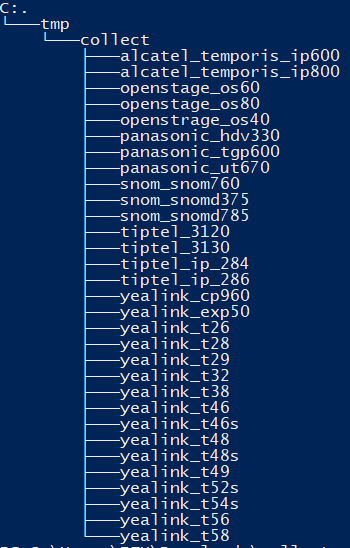 C:.
└───tmp
    └───collect
        ├───alcatel_temporis_ip600
        ├───alcatel_temporis_ip800
        ├───openstage_os60
        ├───openstage_os80
        ├───openstrage_os40
        ├───panasonic_hdv330
        ├───panasonic_tgp600
        ├───panasonic_ut670
        ├───snom_snom760
        ├───snom_snomd375
        ├───snom_snomd785
        ├───tiptel_3120
        ├───tiptel_3130
        ├───tiptel_ip_284
        ├───tiptel_ip_286
        ├───yealink_cp960
        ├───yealink_exp50
        ├───yealink_t26
        ├───yealink_t28
        ├───yealink_t29
        ├───yealink_t32
        ├───yealink_t38
        ├───yealink_t46
        ├───yealink_t46s
        ├───yealink_t48
        ├───yealink_t48s
        ├───yealink_t49
        ├───yealink_t52s
        ├───yealink_t54s
        ├───yealink_t56
        └───yealink_t58